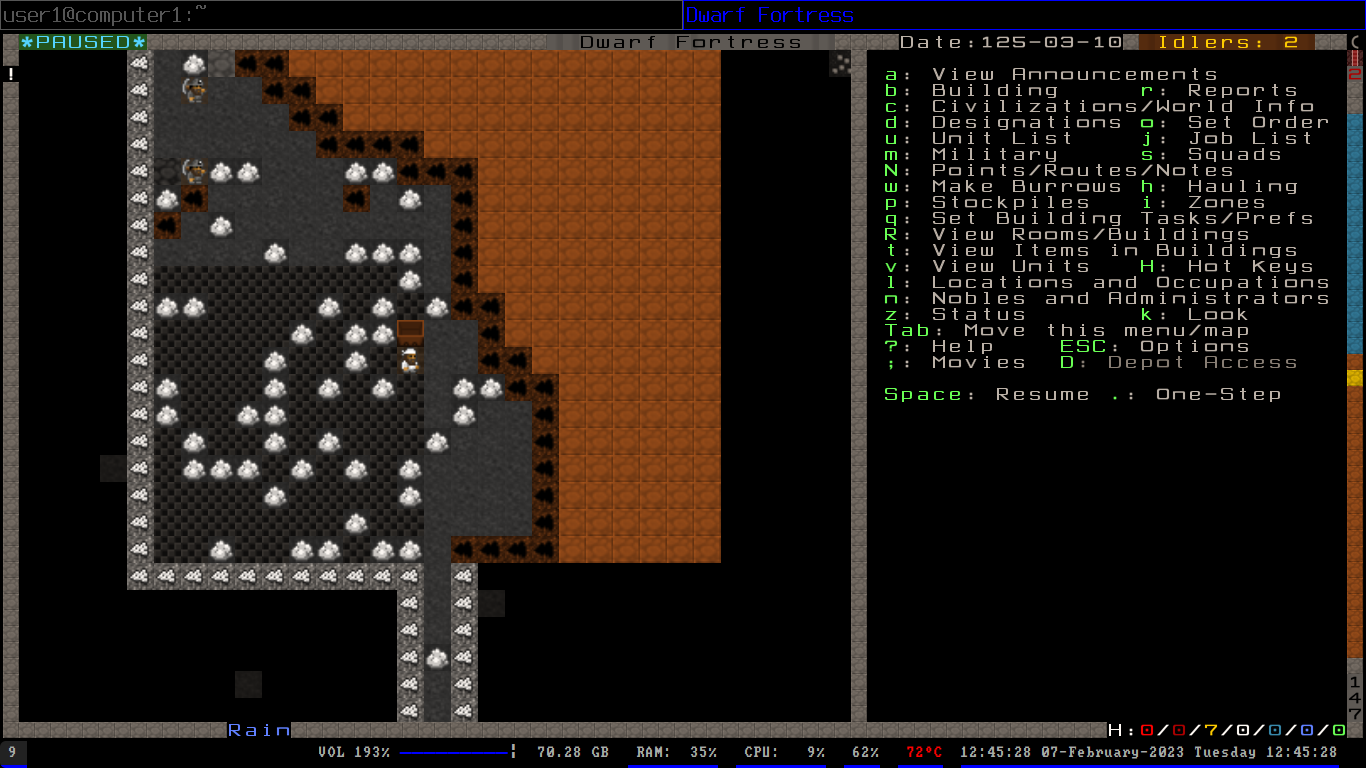 user1@computer1:~
Dwarf Fortress
*PAUSED*
Dwarf Fortress
Date:125-03-10
Idlers: 2
!
2
a: View Announcements
b: Building r: Reports
c: Civilizations/World Info
d: Designations o: Set Order
u: Unit List j: Job List
m: Military s: Squads
N: Points/Routes/Notes
w: Make Burrows h: Hauling
p: Stockpiles i: Zones
q: Set Building Tasks/Prefs
R: View Rooms/Buildings
t: View Items in Buildings
v: View Units H: Hot Keys
l: Locations and Occupations
n: Nobles and Administrators
z: Status k: Look
Tab: Move this menu/map
?: Help ESC: Options
;: Movies D: Depot Access
Space: Resume .: One-Step
147
Rain
H:0/0/7/0/0/0/0
9 VOL 193% 70.28 GB RAM: 35% CPU: 9% 62% 72°C 12:45:28 07-February-2023 Tuesday 12:45:28